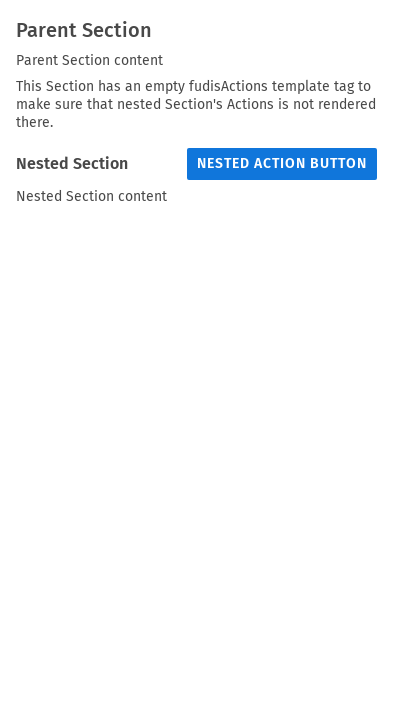 Parent Section
Parent Section content
This Section has an empty fudisActions template tag to
make sure that nested Section's Actions is not rendered
there.
Nested Section
NESTED ACTION BUTTON
Nested Section content